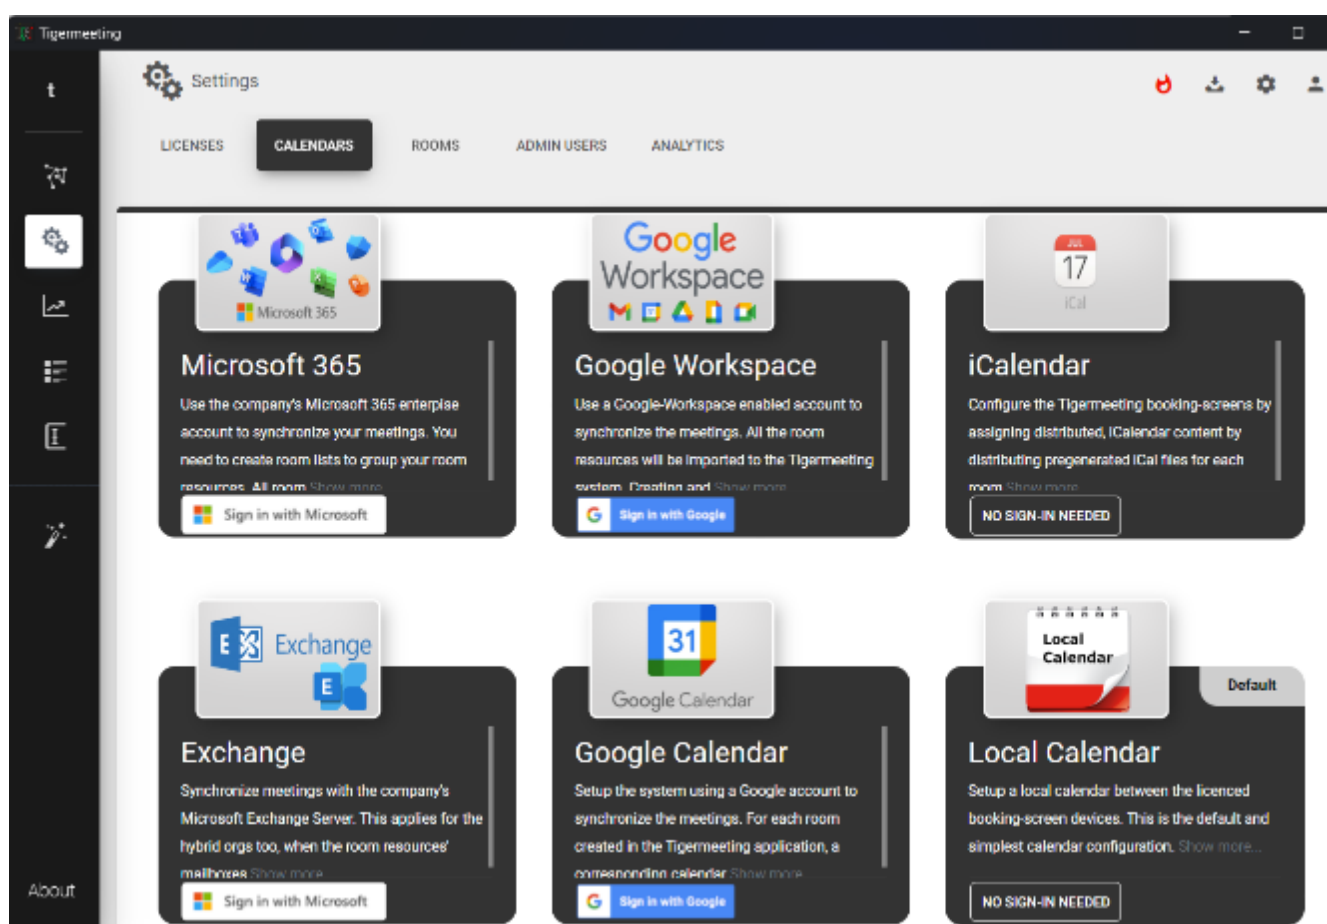 Tigermeeting
t
Settings
LICENSES
CALENDARS
ROOMS
ADMIN USERS
ANALYTICS
Microsoft 365
Microsoft 365
Use the company's Microsoft 365 enterpise
account to synchronize your meetings. You
need to create room lists to group your room
resources. All room Show more
Sign in with Microsoft
Google
Workspace
Google Workspace
Use a Google-Workspace enabled account to
synchronize the meetings. All the room
resources will be imported to the Tigermeeting
system. Creating and Show more
Sign in with Google
JUL
17
iCal
iCalendar
Configure the Tigermeeting booking-screens by
assigning distributed, iCalendar content by
distributing pregenerated iCal files for each
room Show more
NO SIGN-IN NEEDED
E Exchange
E
Exchange
Synchronize meetings with the company's
Microsoft Exchange Server. This applies for the
hybrid orgs too, when the room resources'
mailboxes Show more
Sign in with Microsoft
31
Google Calendar
Google Calendar
Setup the system using a Google account to
synchronize the meetings. For each room
created in the Tigermeeting application, a
corresponding calendar Show more
Sign in with Google
Local
Calendar
Default
Local Calendar
Setup a local calendar between the licenced
booking-screen devices. This is the default and
simplest calendar configuration. Show more...
NO SIGN-IN NEEDED
About